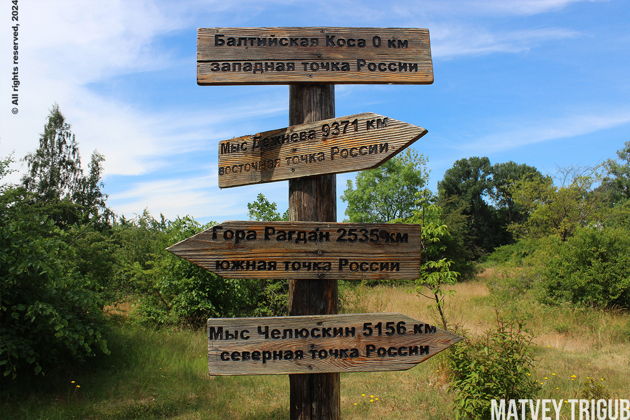 © All rights reserved, 2024
Балтийская Коса 0 км
западная точка России
Мыс Дежнёва 9371 км
восточная точка России
Гора Рагдан 2535 км
южная точка России
Мыс Челюскин 5156 км
северная точка России
MATVEY TRIGUB